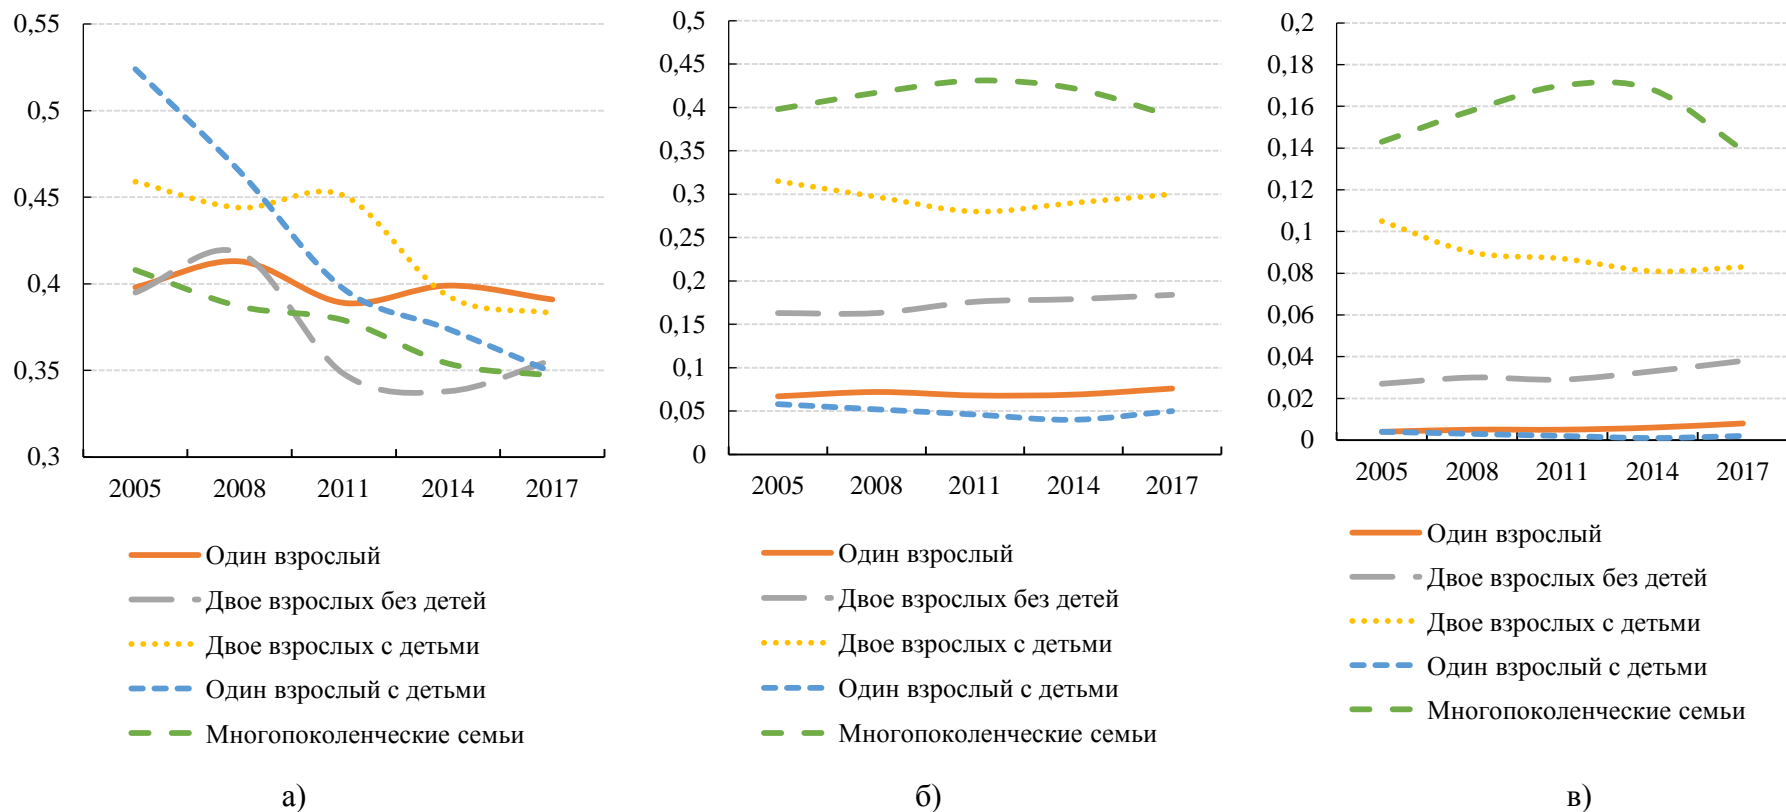 0,55
0,5
0,45
0,4
0,35
0,3
2005 2008 2011 2014 2017
Один взрослый
Двое взрослых без детей
Двое взрослых с детьми
Один взрослый с детьми
Многопоколенческие семьи
а)
0,5
0,45
0,4
0,35
0,3
0,25
0,2
0,15
0,1
0,05
0
2005 2008 2011 2014 2017
Один взрослый
Двое взрослых без детей
Двое взрослых с детьми
Один взрослый с детьми
Многопоколенческие семьи
б)
0,2
0,18
0,16
0,14
0,12
0,1
0,08
0,06
0,04
0,02
0
2005 2008 2011 2014 2017
Один взрослый
Двое взрослых без детей
Двое взрослых с детьми
Один взрослый с детьми
Многопоколенческие семьи
в)